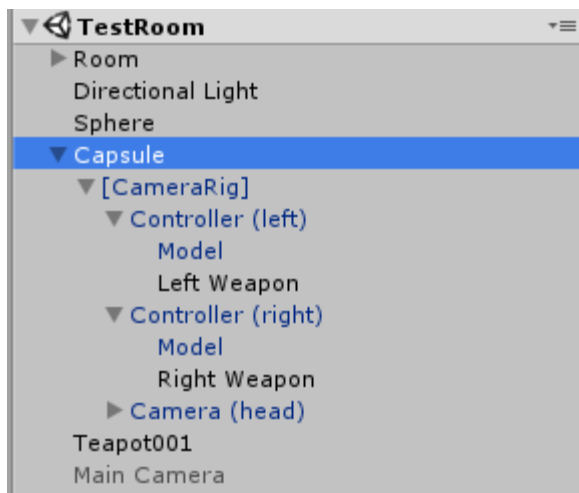 TestRoom
Room
Directional Light
Sphere
Capsule
[CameraRig]
Controller (left)
Model
Left Weapon
Controller (right)
Model
Right Weapon
Camera (head)
Teapot001
Main Camera